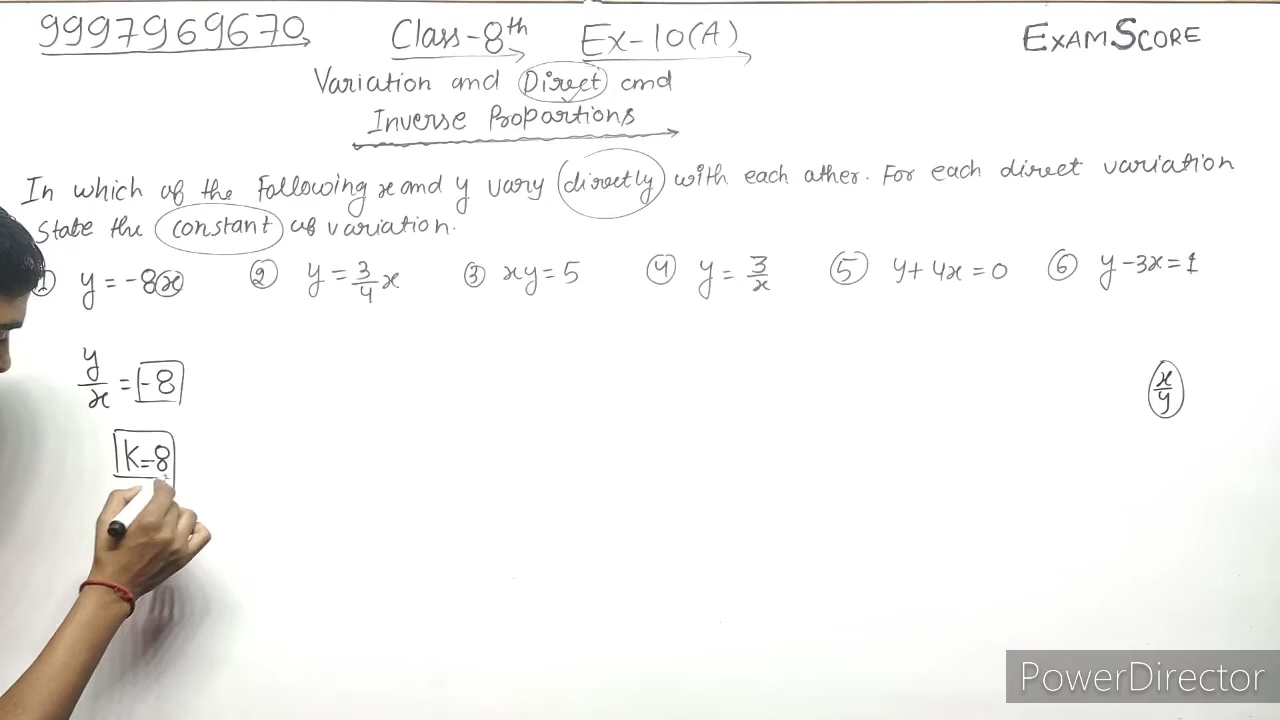 9997969670 Class-8th Ex-10(A) EXAMSCORE
Variation and Direct and
Inverse Proportions
In which of the Following x and y vary directly with each other. For each direct variation
State the constant of variation.
① y = -8x ② y = 3/4 x ③ xy = 5 ④ y = 3/x ⑤ y + 4x = 0 ⑥ y - 3x = 1
y/x = -8
x/y
K=8
PowerDirector